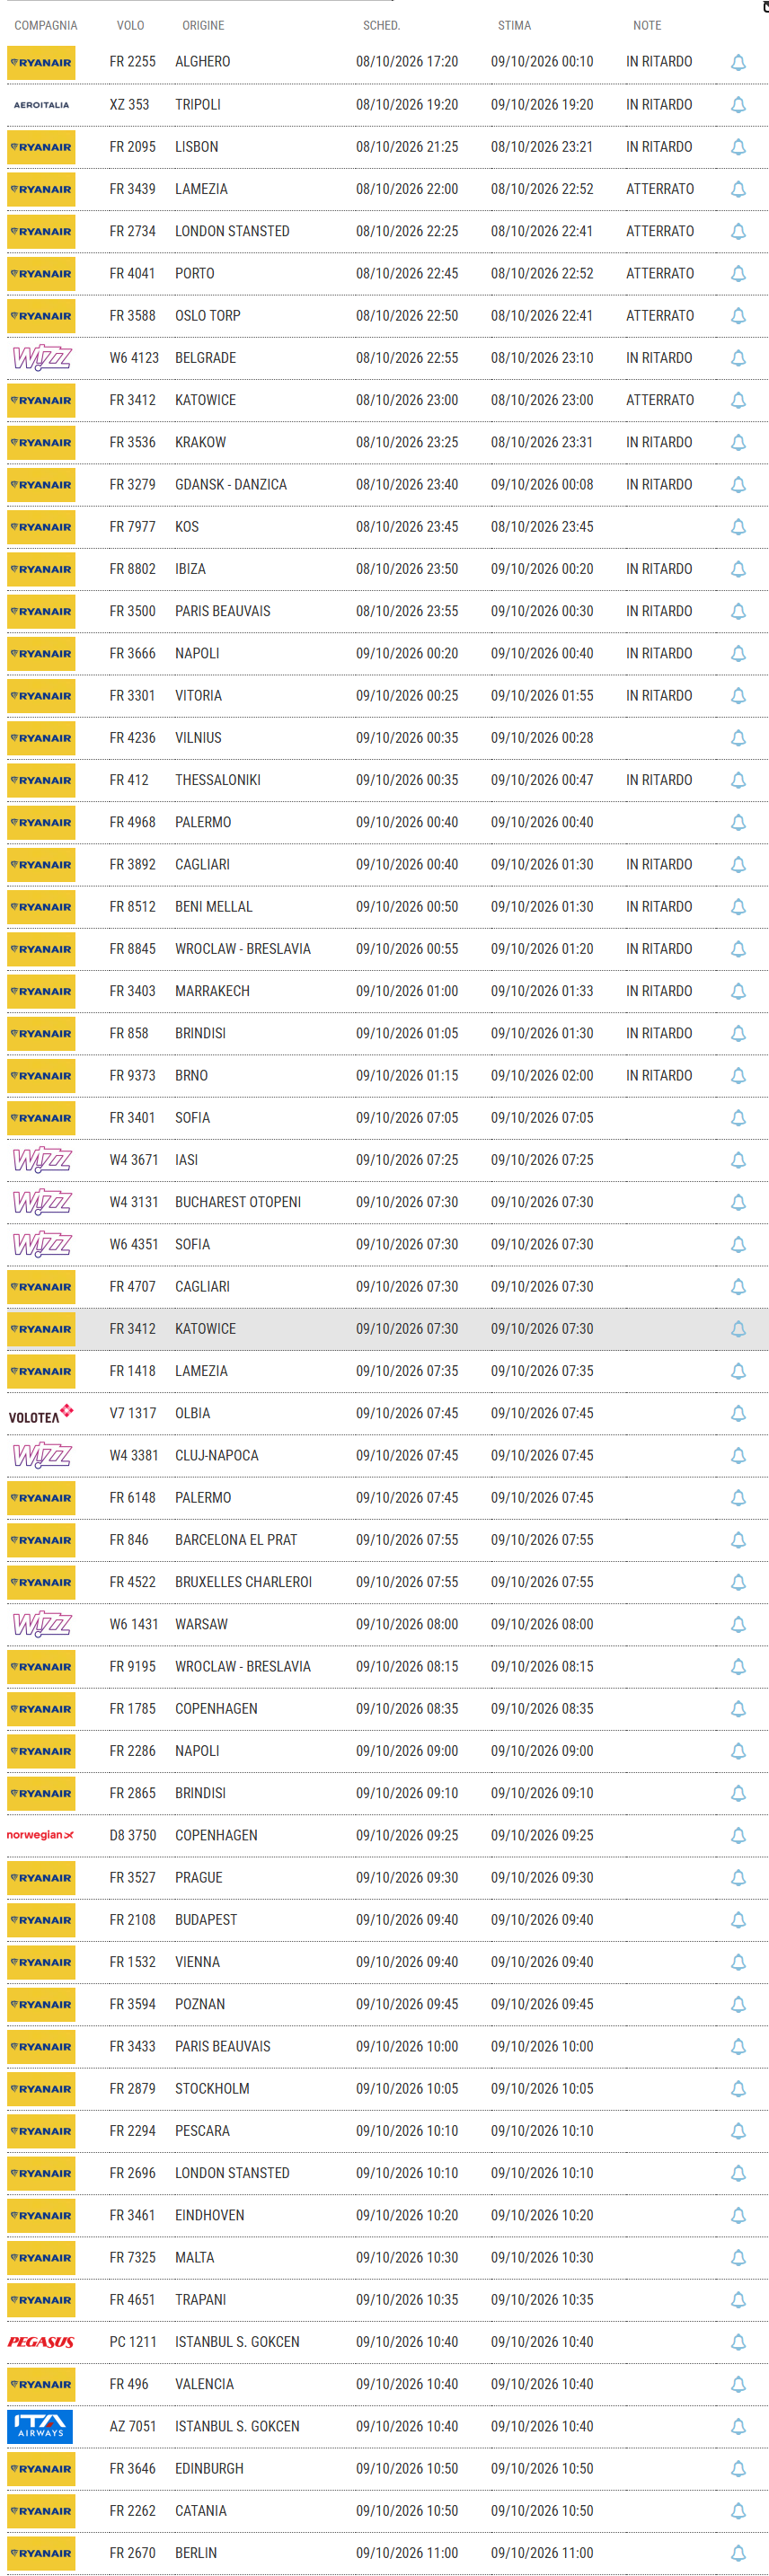 COMPAGNIA VOLO ORIGINE SCHED. STIMA NOTE
RYANAIR FR 2255 ALGHERO 08/10/2026 17:20 09/10/2026 00:10 IN RITARDO
AEROITALIA XZ 353 TRIPOLI 08/10/2026 19:20 09/10/2026 19:20 IN RITARDO
RYANAIR FR 2095 LISBON 08/10/2026 21:25 08/10/2026 23:21 IN RITARDO
RYANAIR FR 3439 LAMEZIA 08/10/2026 22:00 08/10/2026 22:52 ATTERRATO
RYANAIR FR 2734 LONDON STANSTED 08/10/2026 22:25 08/10/2026 22:41 ATTERRATO
RYANAIR FR 4041 PORTO 08/10/2026 22:45 08/10/2026 22:52 ATTERRATO
RYANAIR FR 3588 OSLO TORP 08/10/2026 22:50 08/10/2026 22:41 ATTERRATO
WIZZ W6 4123 BELGRADE 08/10/2026 22:55 08/10/2026 23:10 IN RITARDO
RYANAIR FR 3412 KATOWICE 08/10/2026 23:00 08/10/2026 23:00 ATTERRATO
RYANAIR FR 3536 KRAKOW 08/10/2026 23:25 08/10/2026 23:31 IN RITARDO
RYANAIR FR 3279 GDANSK - DANZICA 08/10/2026 23:40 09/10/2026 00:08 IN RITARDO
RYANAIR FR 7977 KOS 08/10/2026 23:45 08/10/2026 23:45
RYANAIR FR 8802 IBIZA 08/10/2026 23:50 09/10/2026 00:20 IN RITARDO
RYANAIR FR 3500 PARIS BEAUVAIS 08/10/2026 23:55 09/10/2026 00:30 IN RITARDO
RYANAIR FR 3666 NAPOLI 09/10/2026 00:20 09/10/2026 00:40 IN RITARDO
RYANAIR FR 3301 VITORIA 09/10/2026 00:25 09/10/2026 01:55 IN RITARDO
RYANAIR FR 4236 VILNIUS 09/10/2026 00:35 09/10/2026 00:28
RYANAIR FR 412 THESSALONIKI 09/10/2026 00:35 09/10/2026 00:47 IN RITARDO
RYANAIR FR 4968 PALERMO 09/10/2026 00:40 09/10/2026 00:40
RYANAIR FR 3892 CAGLIARI 09/10/2026 00:40 09/10/2026 01:30 IN RITARDO
RYANAIR FR 8512 BENI MELLAL 09/10/2026 00:50 09/10/2026 01:30 IN RITARDO
RYANAIR FR 8845 WROCLAW - BRESLAVIA 09/10/2026 00:55 09/10/2026 01:20 IN RITARDO
RYANAIR FR 3403 MARRAKECH 09/10/2026 01:00 09/10/2026 01:33 IN RITARDO
RYANAIR FR 858 BRINDISI 09/10/2026 01:05 09/10/2026 01:30 IN RITARDO
RYANAIR FR 9373 BRNO 09/10/2026 01:15 09/10/2026 02:00 IN RITARDO
RYANAIR FR 3401 SOFIA 09/10/2026 07:05 09/10/2026 07:05
WIZZ W4 3671 IASI 09/10/2026 07:25 09/10/2026 07:25
WIZZ W4 3131 BUCHAREST OTOPENI 09/10/2026 07:30 09/10/2026 07:30
WIZZ W6 4351 SOFIA 09/10/2026 07:30 09/10/2026 07:30
RYANAIR FR 4707 CAGLIARI 09/10/2026 07:30 09/10/2026 07:30
RYANAIR FR 3412 KATOWICE 09/10/2026 07:30 09/10/2026 07:30
RYANAIR FR 1418 LAMEZIA 09/10/2026 07:35 09/10/2026 07:35
VOLOTEA V7 1317 OLBIA 09/10/2026 07:45 09/10/2026 07:45
WIZZ W4 3381 CLUJ-NAPOCA 09/10/2026 07:45 09/10/2026 07:45
RYANAIR FR 6148 PALERMO 09/10/2026 07:45 09/10/2026 07:45
RYANAIR FR 846 BARCELONA EL PRAT 09/10/2026 07:55 09/10/2026 07:55
RYANAIR FR 4522 BRUXELLES CHARLEROI 09/10/2026 07:55 09/10/2026 07:55
WIZZ W6 1431 WARSAW 09/10/2026 08:00 09/10/2026 08:00
RYANAIR FR 9195 WROCLAW - BRESLAVIA 09/10/2026 08:15 09/10/2026 08:15
RYANAIR FR 1785 COPENHAGEN 09/10/2026 08:35 09/10/2026 08:35
RYANAIR FR 2286 NAPOLI 09/10/2026 09:00 09/10/2026 09:00
RYANAIR FR 2865 BRINDISI 09/10/2026 09:10 09/10/2026 09:10
norwegian D8 3750 COPENHAGEN 09/10/2026 09:25 09/10/2026 09:25
RYANAIR FR 3527 PRAGUE 09/10/2026 09:30 09/10/2026 09:30
RYANAIR FR 2108 BUDAPEST 09/10/2026 09:40 09/10/2026 09:40
RYANAIR FR 1532 VIENNA 09/10/2026 09:40 09/10/2026 09:40
RYANAIR FR 3594 POZNAN 09/10/2026 09:45 09/10/2026 09:45
RYANAIR FR 3433 PARIS BEAUVAIS 09/10/2026 10:00 09/10/2026 10:00
RYANAIR FR 2879 STOCKHOLM 09/10/2026 10:05 09/10/2026 10:05
RYANAIR FR 2294 PESCARA 09/10/2026 10:10 09/10/2026 10:10
RYANAIR FR 2696 LONDON STANSTED 09/10/2026 10:10 09/10/2026 10:10
RYANAIR FR 3461 EINDHOVEN 09/10/2026 10:20 09/10/2026 10:20
RYANAIR FR 7325 MALTA 09/10/2026 10:30 09/10/2026 10:30
RYANAIR FR 4651 TRAPANI 09/10/2026 10:35 09/10/2026 10:35
PEGASUS PC 1211 ISTANBUL S. GOKCEN 09/10/2026 10:40 09/10/2026 10:40
RYANAIR FR 496 VALENCIA 09/10/2026 10:40 09/10/2026 10:40
ITA AIRWAYS AZ 7051 ISTANBUL S. GOKCEN 09/10/2026 10:40 09/10/2026 10:40
RYANAIR FR 3646 EDINBURGH 09/10/2026 10:50 09/10/2026 10:50
RYANAIR FR 2262 CATANIA 09/10/2026 10:50 09/10/2026 10:50
RYANAIR FR 2670 BERLIN 09/10/2026 11:00 09/10/2026 11:00